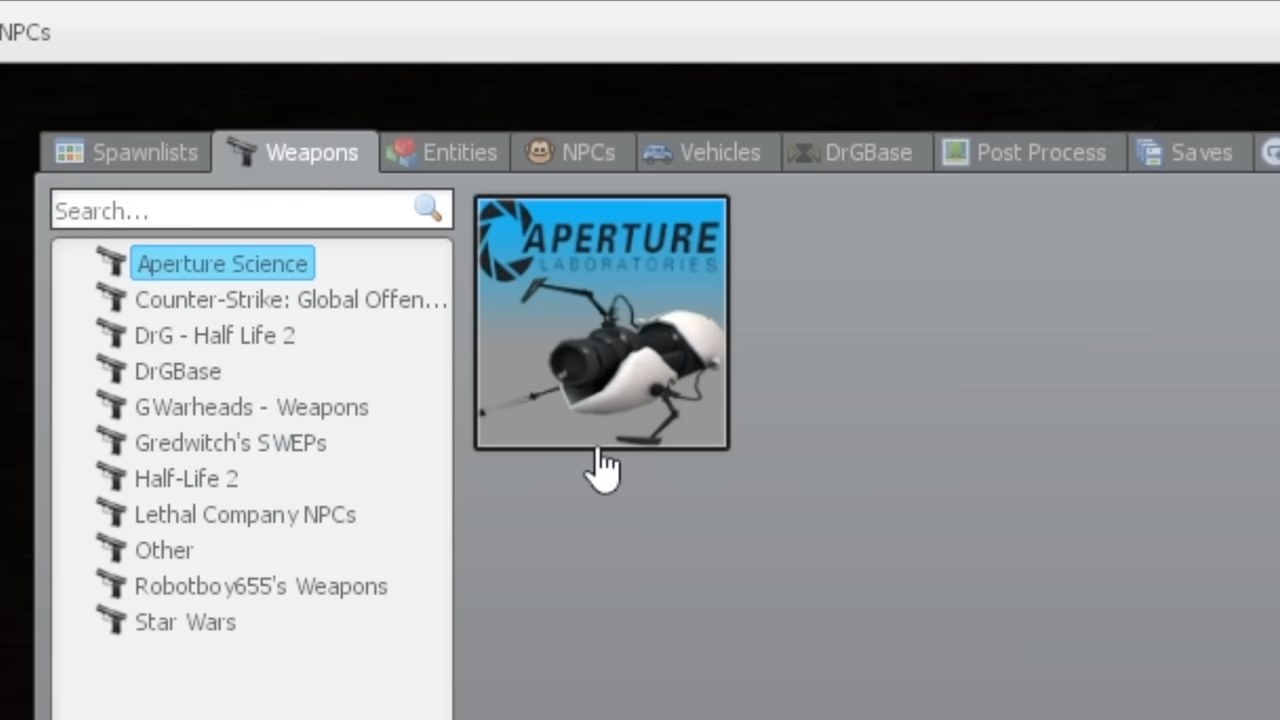 NPCs
Spawnlists Weapons Entities NPCs Vehicles DrGBase Post Process Saves
Search...
APERTURE
LABORATORIES
Aperture Science
Counter-Strike: Global Offen...
DrG - Half Life 2
DrGBase
GWarheads - Weapons
Gredwitch's SWEPs
Half-Life 2
Lethal Company NPCs
Other
Robotboy655's Weapons
Star Wars